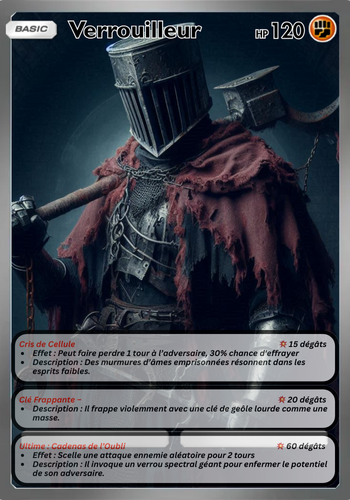 BASIC
Verrouilleur
HP 120
Cris de Cellule 15 dégâts
• Effet : Peut faire perdre 1 tour à l'adversaire, 30% chance d'effrayer
• Description : Des murmures d'âmes emprisonnées résonnent dans les
esprits faibles.
Clé Frappante – 20 dégâts
• Description : Il frappe violemment avec une clé de geôle lourde comme une
masse.
Ultime : Cadenas de l'Oubli 60 dégâts
• Effet : Scelle une attaque ennemie aléatoire pour 2 tours
• Description : Il invoque un verrou spectral géant pour enfermer le potentiel
de son adversaire.